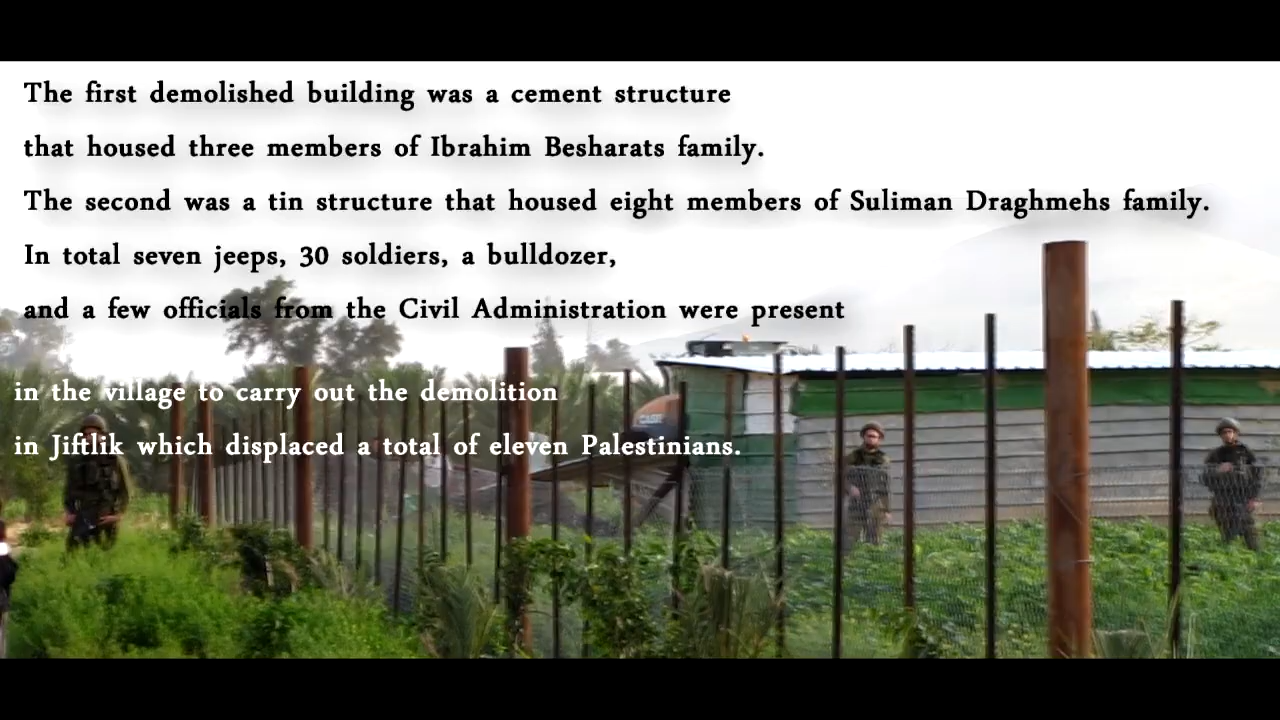 The first demolished building was a cement structure
that housed three members of Ibrahim Besharats family.
The second was a tin structure that housed eight members of Suliman Draghmehs family.
In total seven jeeps, 30 soldiers, a bulldozer,
and a few officials from the Civil Administration were present
in the village to carry out the demolition
in Jiftlik which displaced a total of eleven Palestinians.
CASE